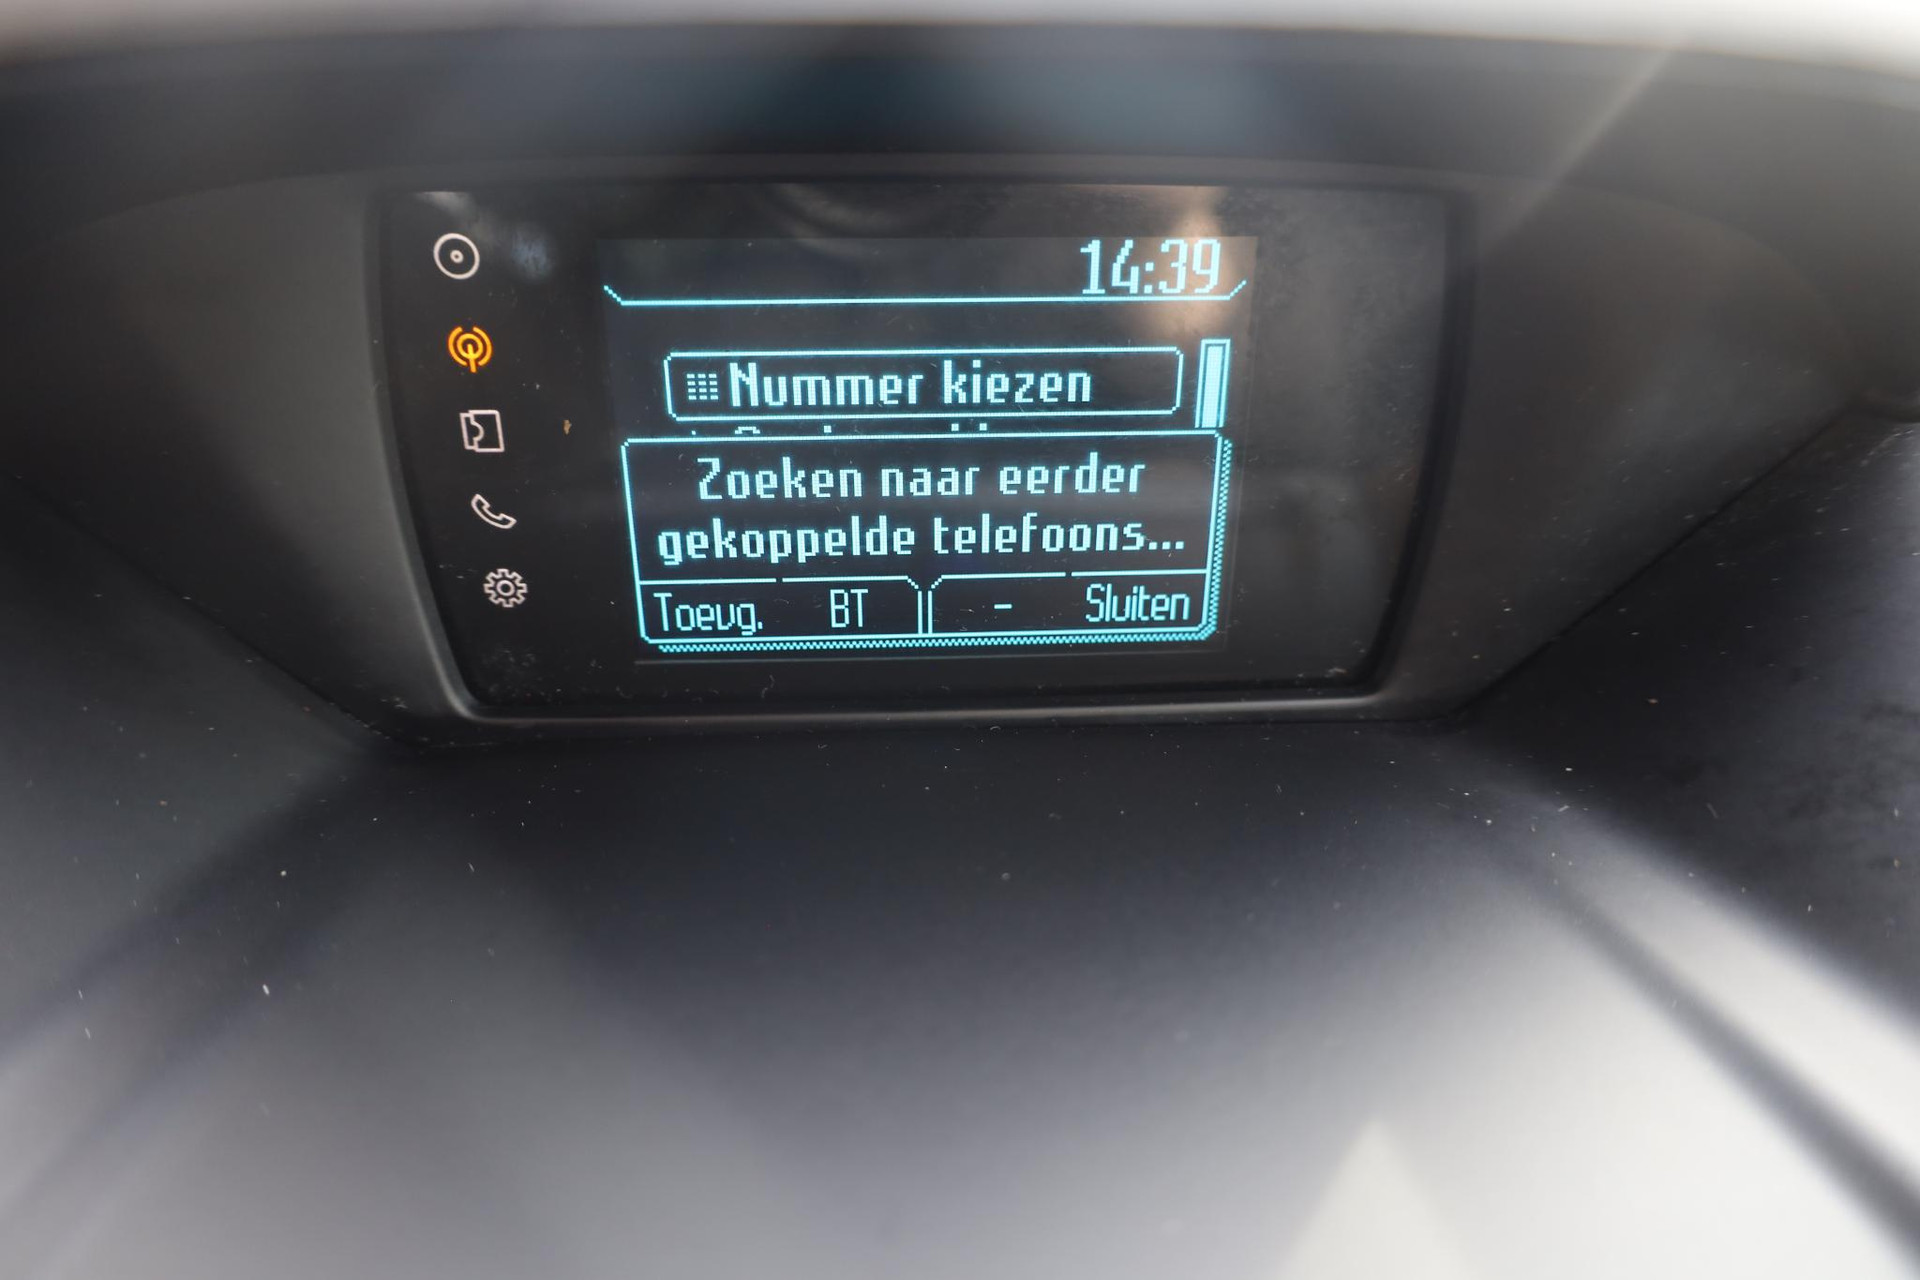 14:39
Nummer kiezen
Zoeken naar eerder
gekoppelde telefoons...
Toevg. BT - Sluiten